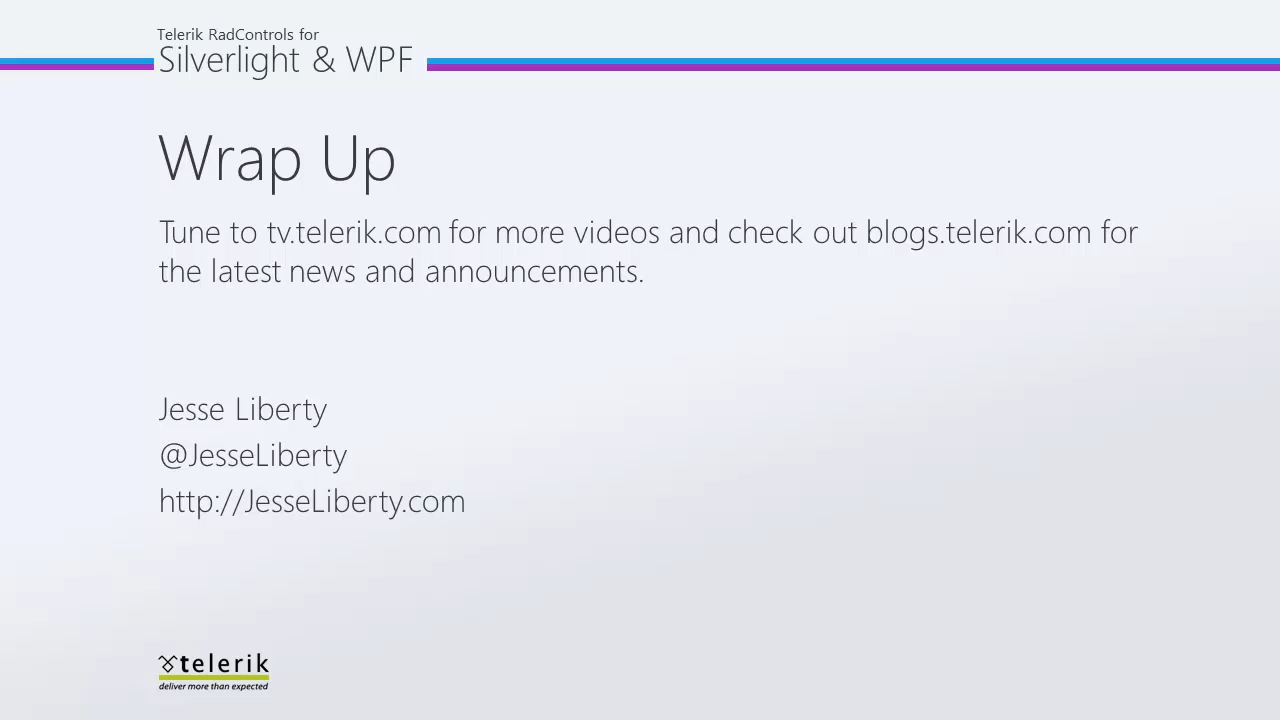 Telerik RadControls for
Silverlight & WPF
Wrap Up
Tune to tv.telerik.com for more videos and check out blogs.telerik.com for
the latest news and announcements.
Jesse Liberty
@JesseLiberty
http://JesseLiberty.com
telerik
deliver more than expected